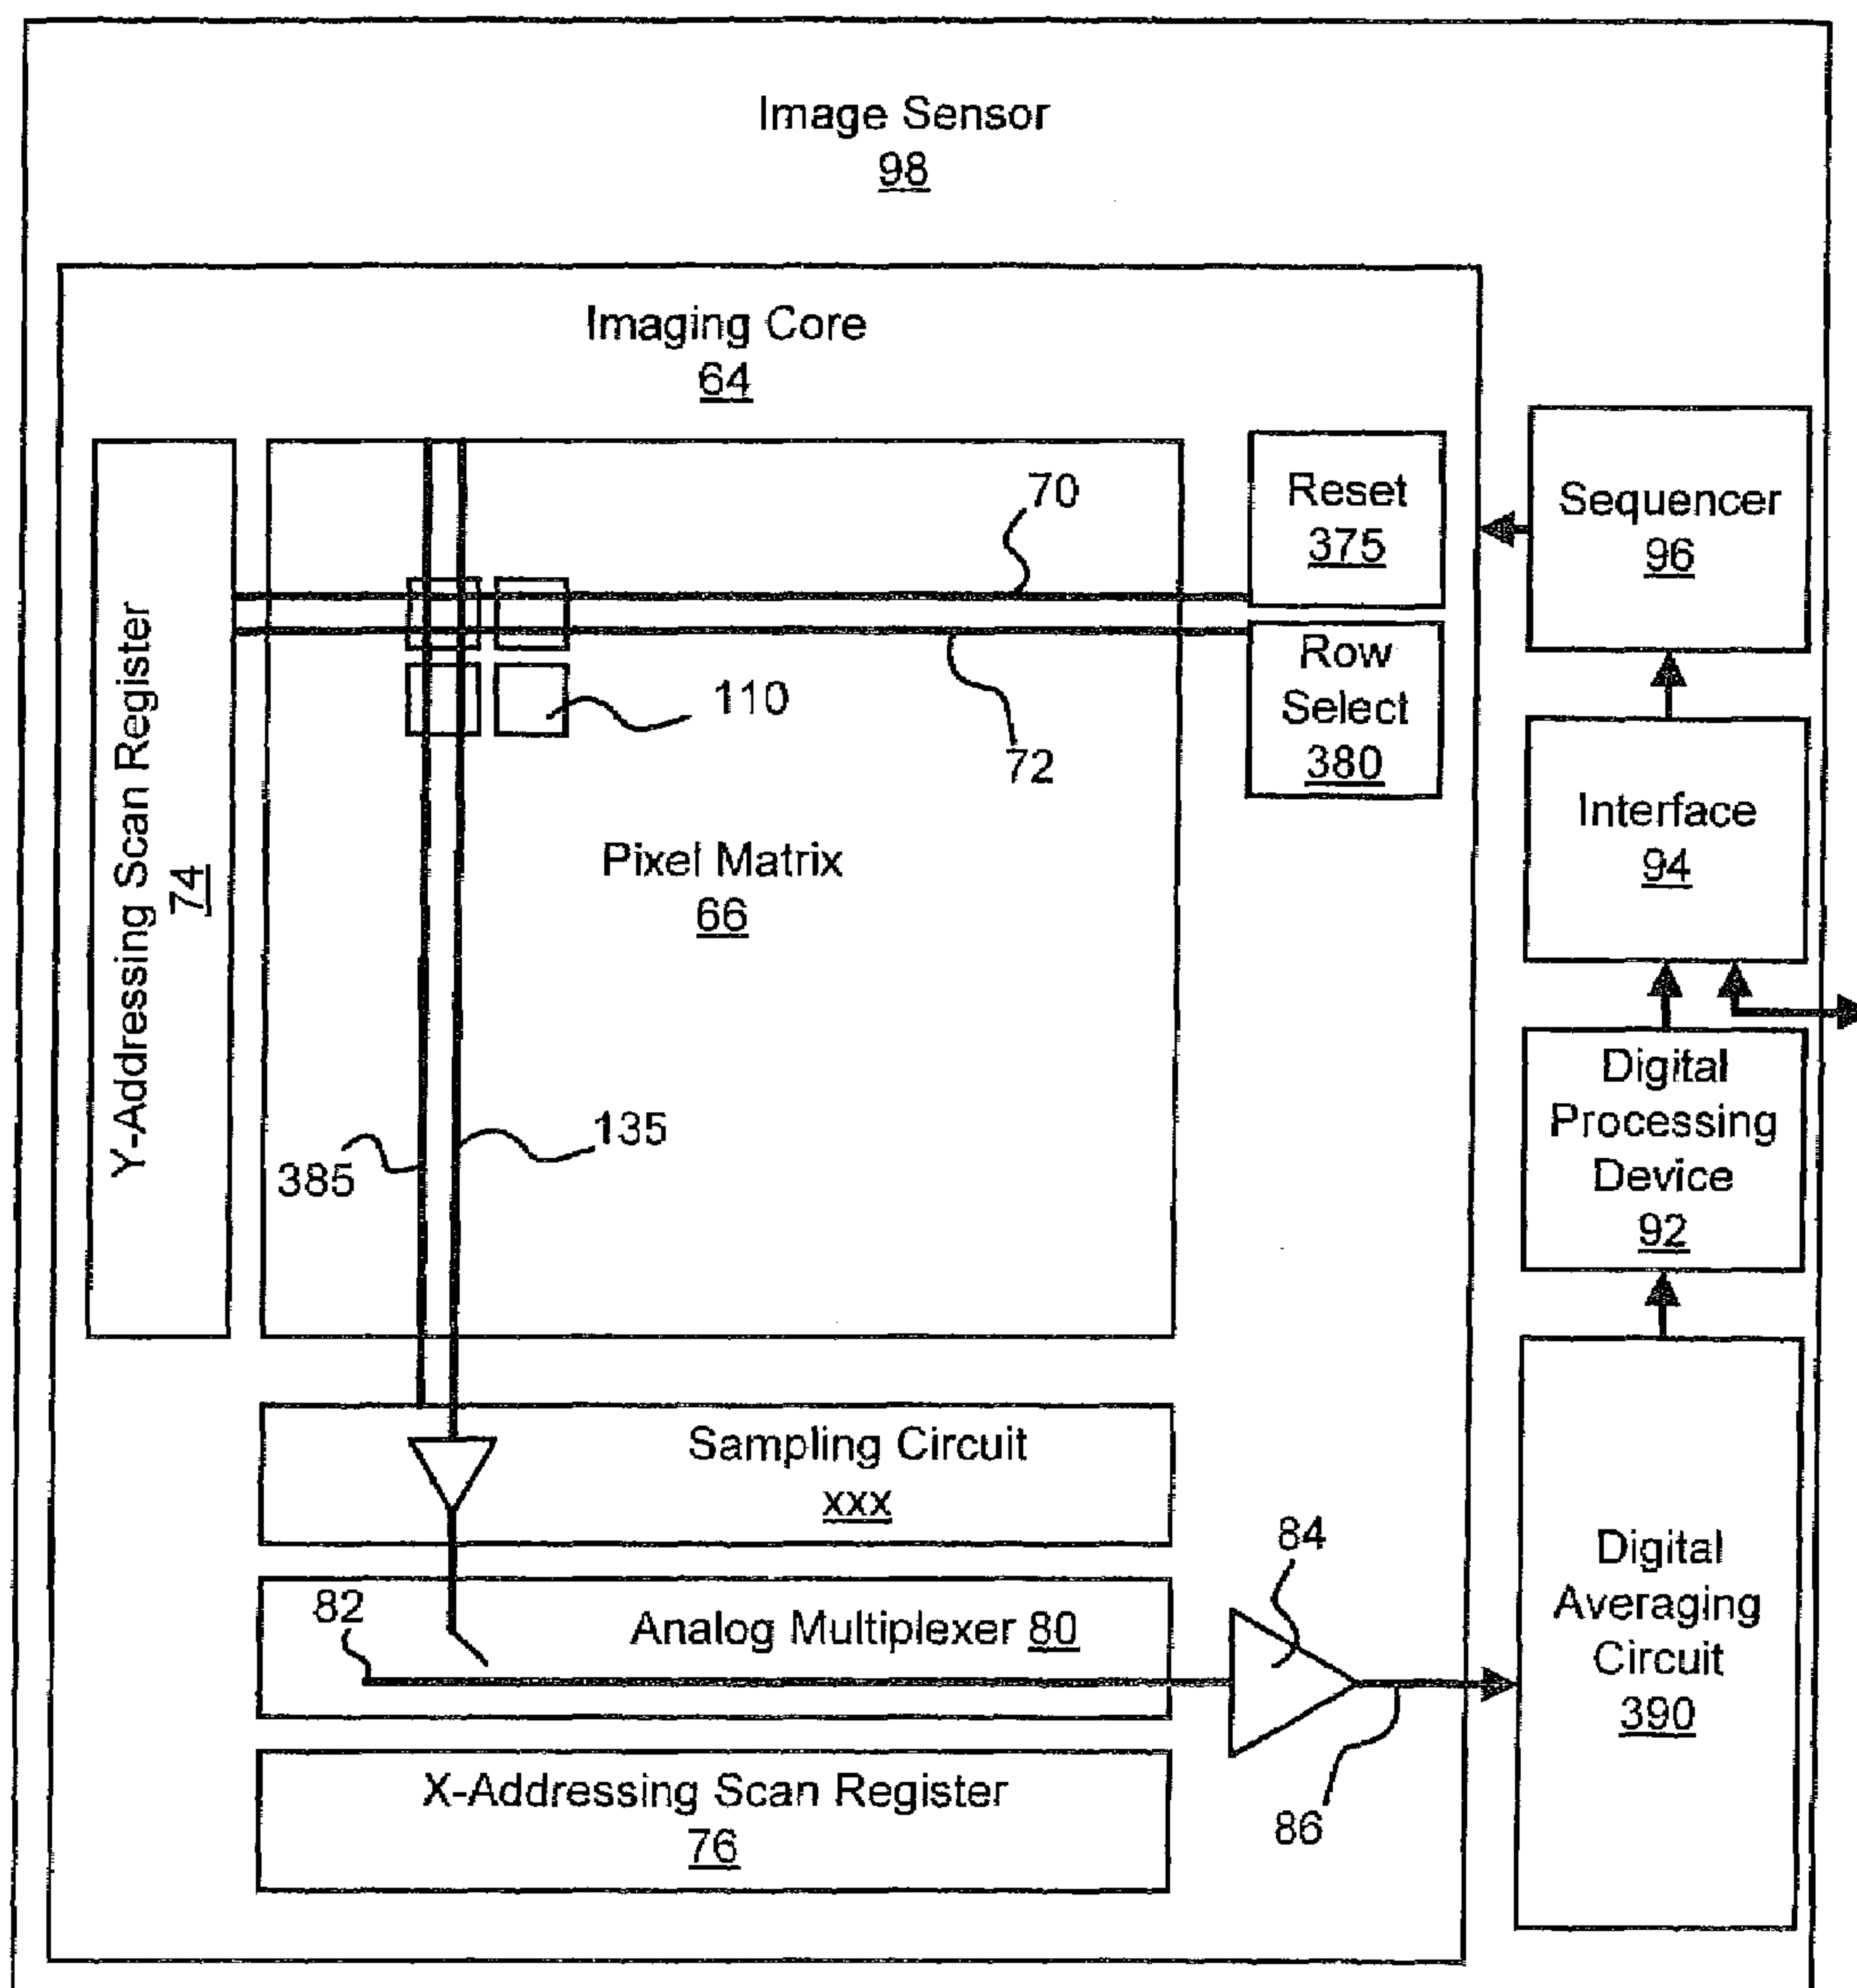 Image Sensor
98
Imaging Core
64
Y-Addressing Scan Register
74
70
Reset
375
Row
Select
380
72
110
Pixel Matrix
66
385
135
Sampling Circuit
xxx
82
Analog Multiplexer 80
84
86
X-Addressing Scan Register
76
Sequencer
96
Interface
94
Digital
Processing
Device
92
Digital
Averaging
Circuit
390